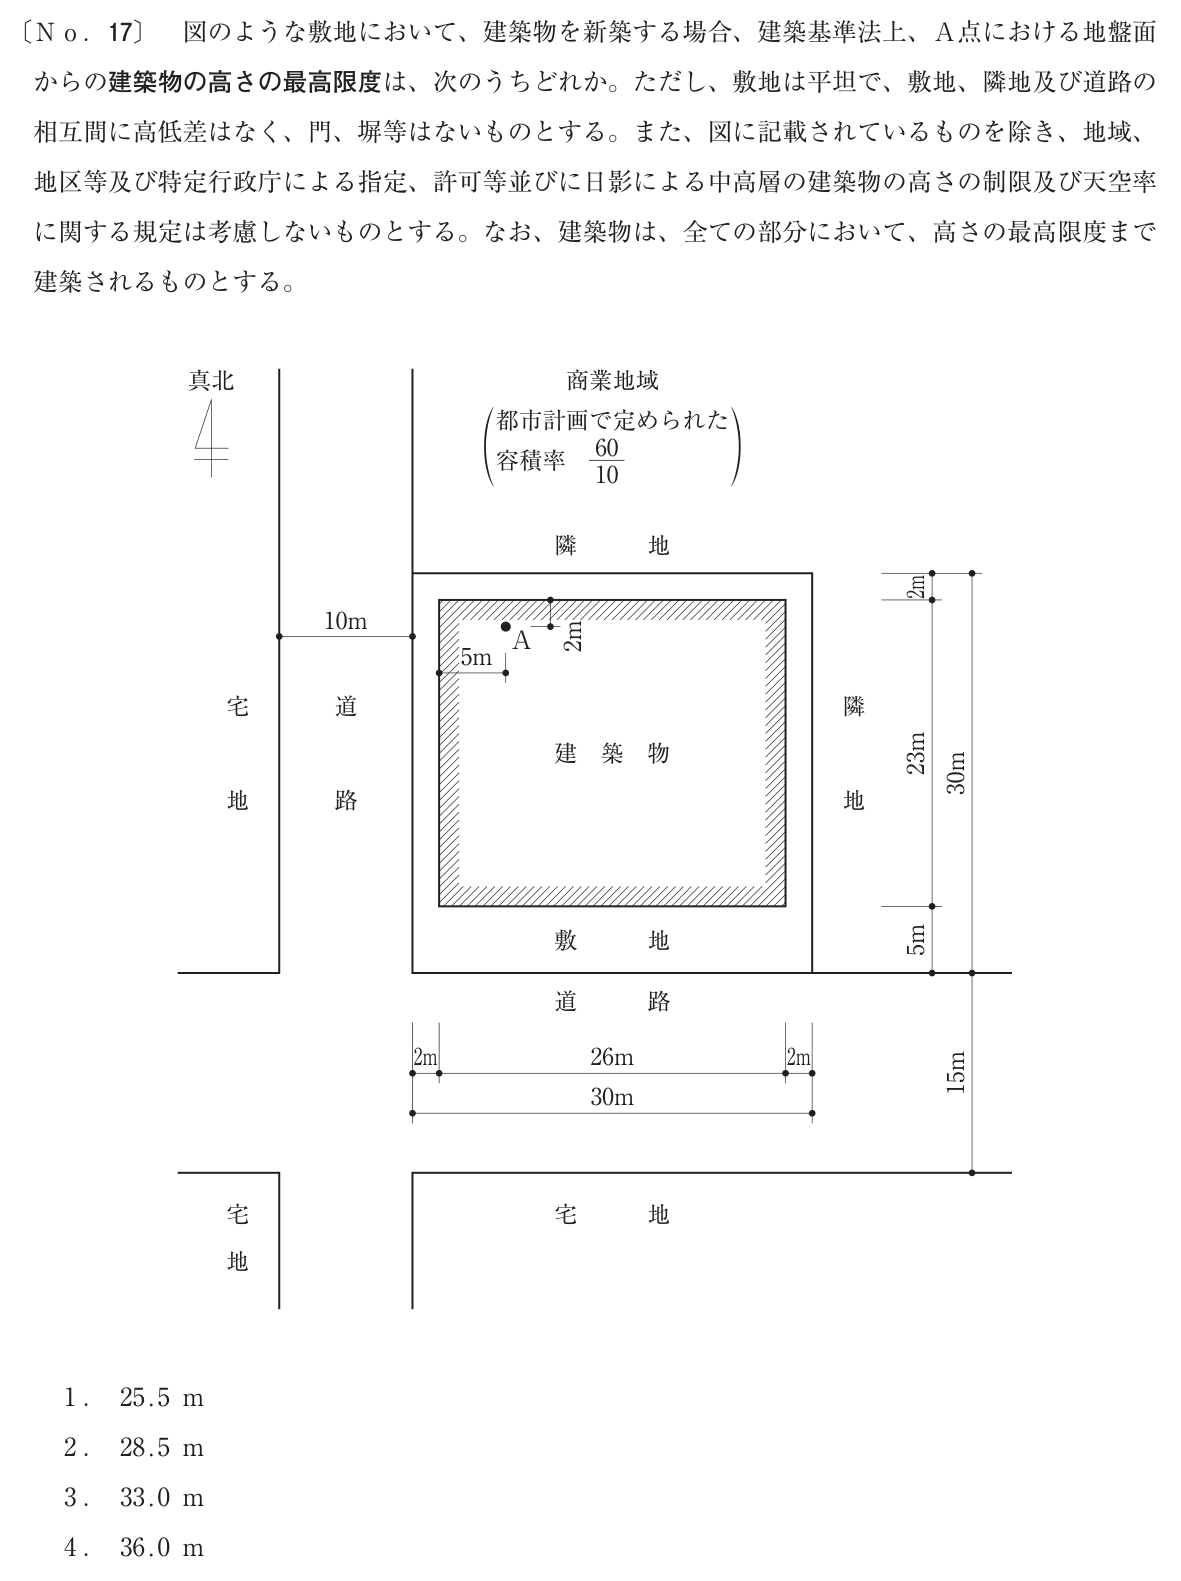 〔Ｎｏ．17〕　図のような敷地において、建築物を新築する場合、建築基準法上、Ａ点における地盤面
からの建築物の高さの最高限度は、次のうちどれか。ただし、敷地は平坦で、敷地、隣地及び道路の
相互間に高低差はなく、門、塀等はないものとする。また、図に記載されているものを除き、地域、
地区等及び特定行政庁による指定、許可等並びに日影による中高層の建築物の高さの制限及び天空率
に関する規定は考慮しないものとする。なお、建築物は、全ての部分において、高さの最高限度まで
建築されるものとする。
真北
商業地域
都市計画で定められた
容積率 60/10
隣地
2m
10m
A
2m
5m
宅地
道路
建築物
隣地
23m
30m
敷地
5m
道路
2m
26m
2m
30m
15m
宅地
宅地
1． 25.5 m
2． 28.5 m
3． 33.0 m
4． 36.0 m